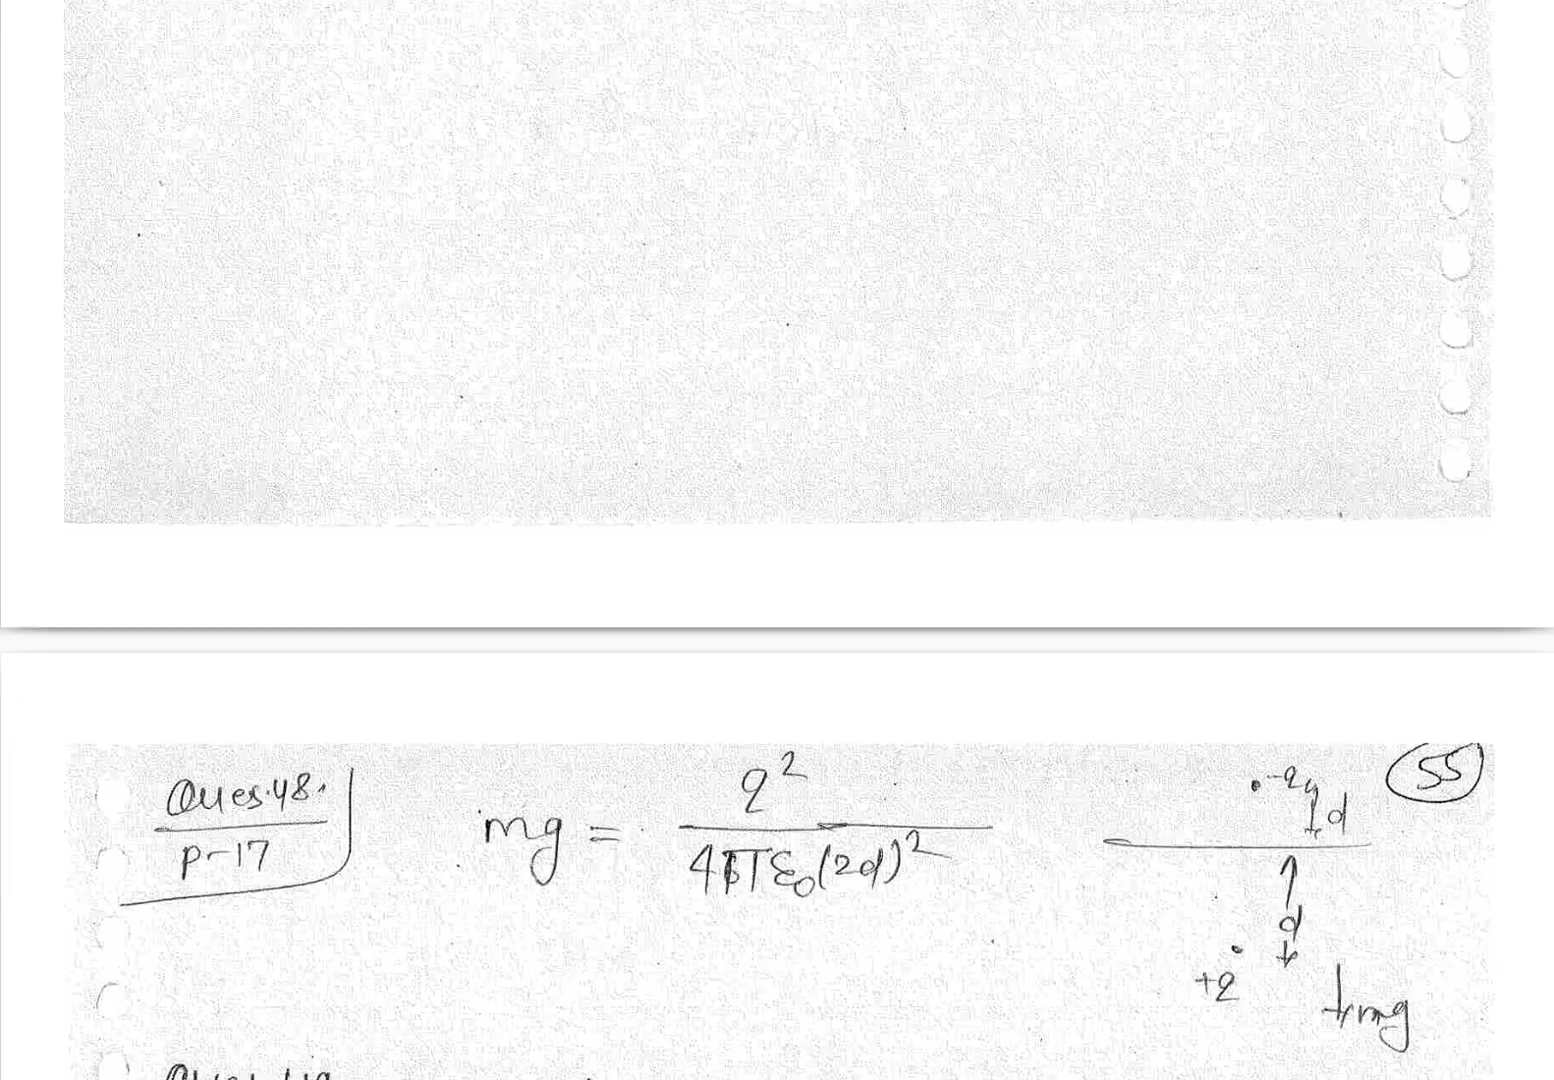 Ques.48.
P-17
mg = q² / 4πε₀(2d)²
-q
d
55
d
+q
mg